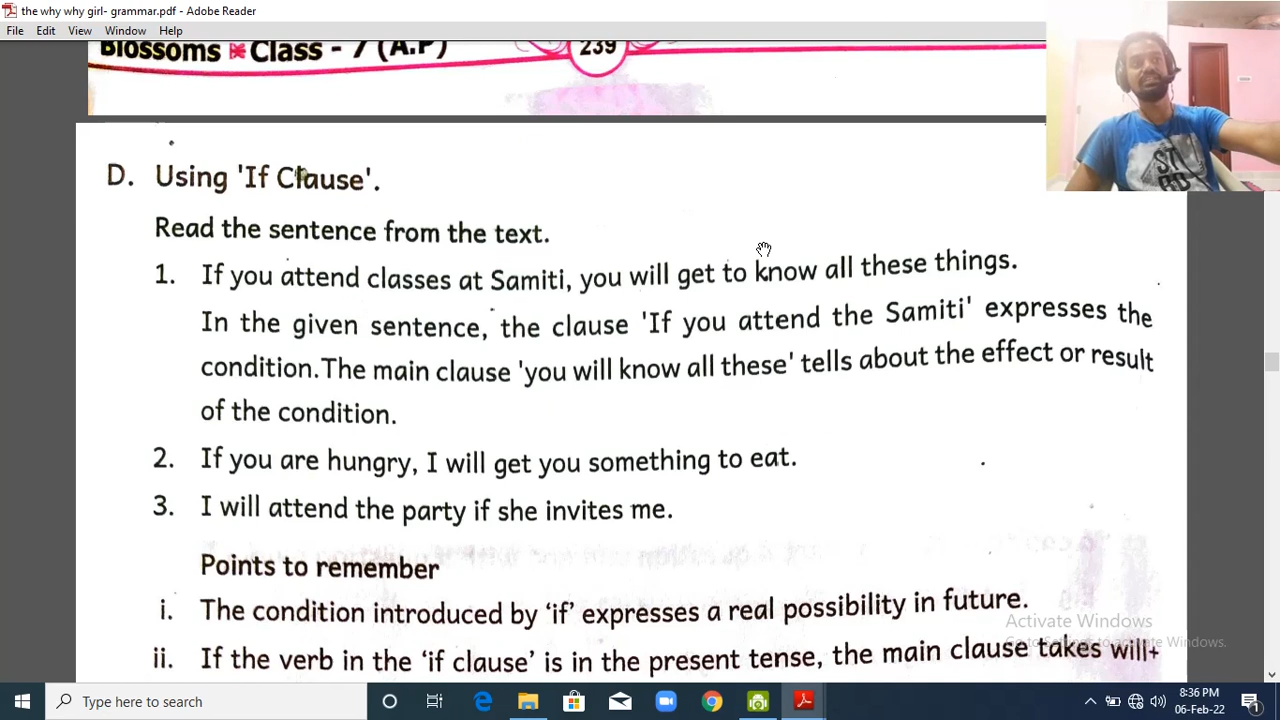 the why why girl- grammar.pdf - Adobe Reader
File Edit View Window Help
Blossoms Class - 7 (A.P)
239
D. Using 'If Clause'.
Read the sentence from the text.
1. If you attend classes at Samiti, you will get to know all these things.
In the given sentence, the clause 'If you attend the Samiti' expresses the
condition.The main clause 'you will know all these' tells about the effect or result
of the condition.
2. If you are hungry, I will get you something to eat.
3. I will attend the party if she invites me.
Points to remember
i. The condition introduced by 'if' expresses a real possibility in future.
ii. If the verb in the 'if clause' is in the present tense, the main clause takes will+
Activate Windows
Go to Settings to activate Windows.
Type here to search
8:36 PM
06-Feb-22